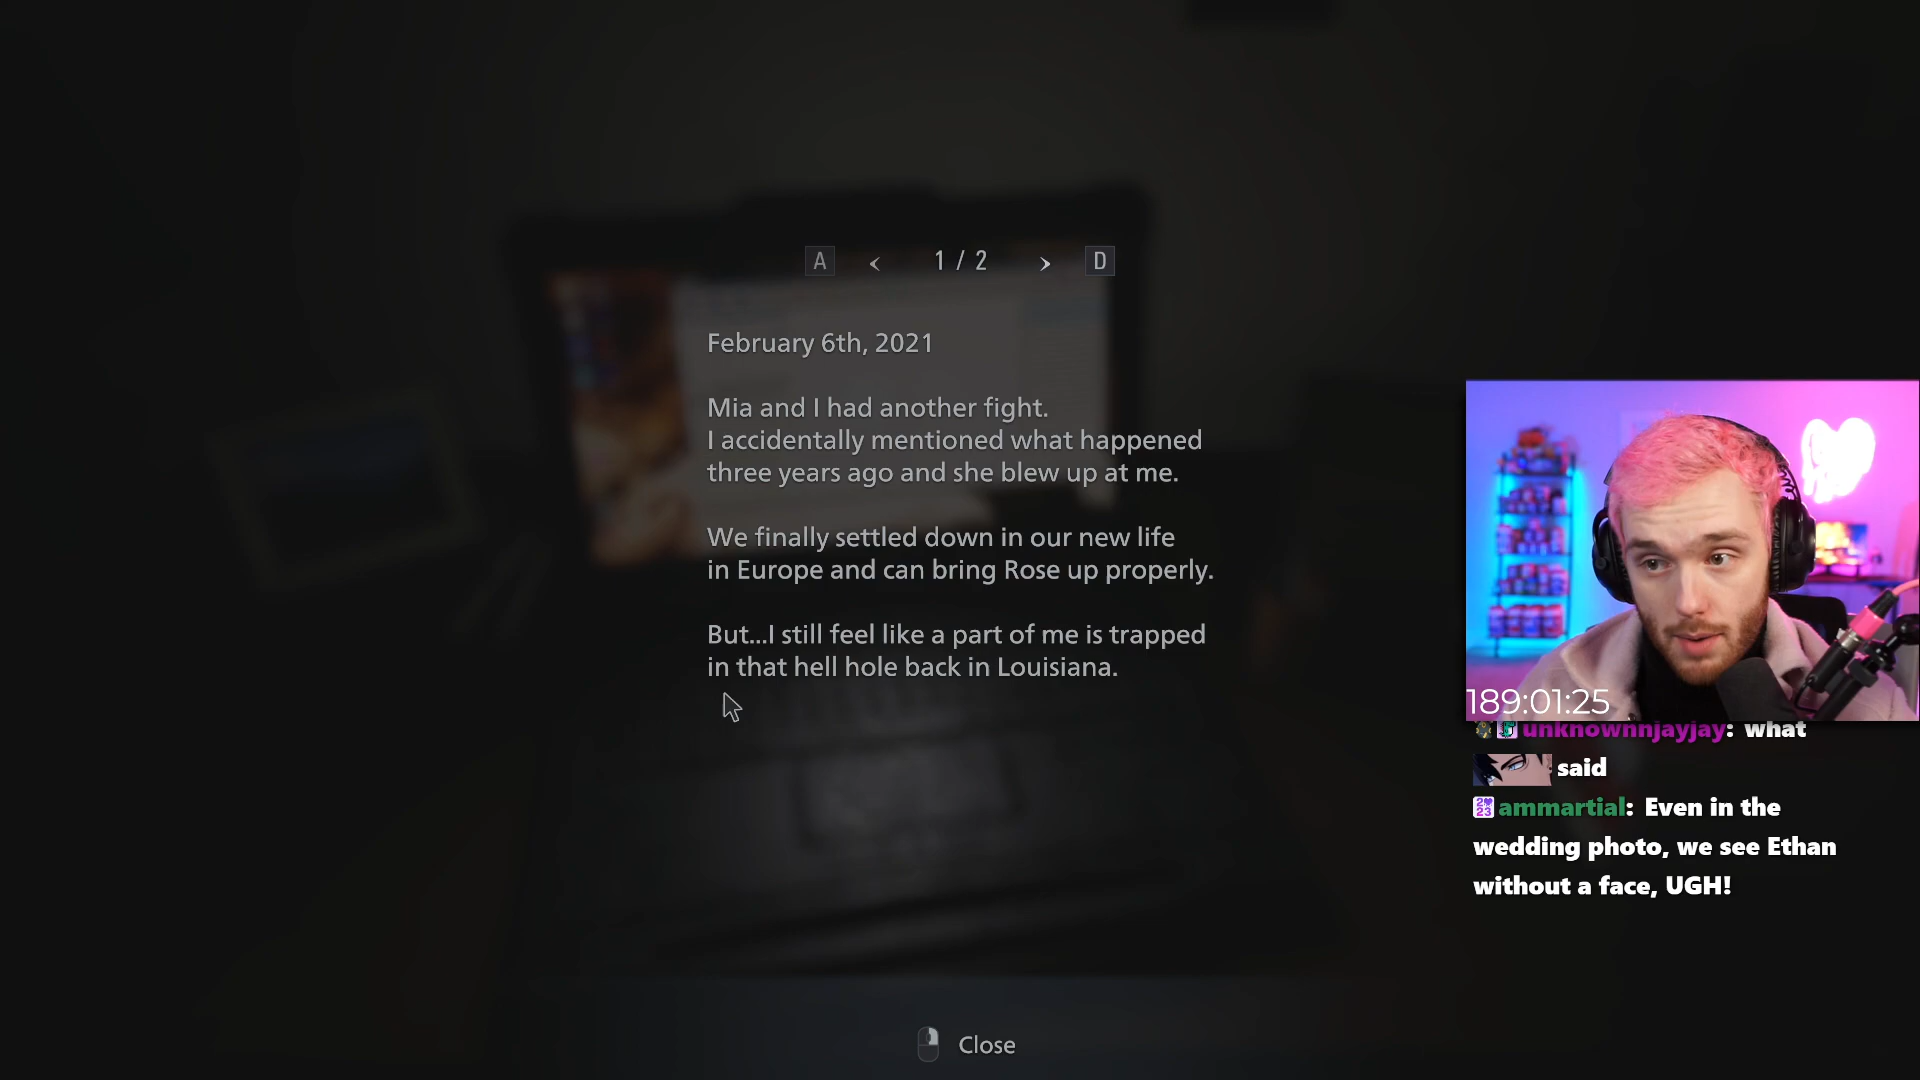 A < 1 / 2 > D
February 6th, 2021
Mia and I had another fight.
I accidentally mentioned what happened
three years ago and she blew up at me.
We finally settled down in our new life
in Europe and can bring Rose up properly.
But...I still feel like a part of me is trapped
in that hell hole back in Louisiana.
Close
189:01:25
unknownnjayjay: what
said
ammartial: Even in the
wedding photo, we see Ethan
without a face, UGH!